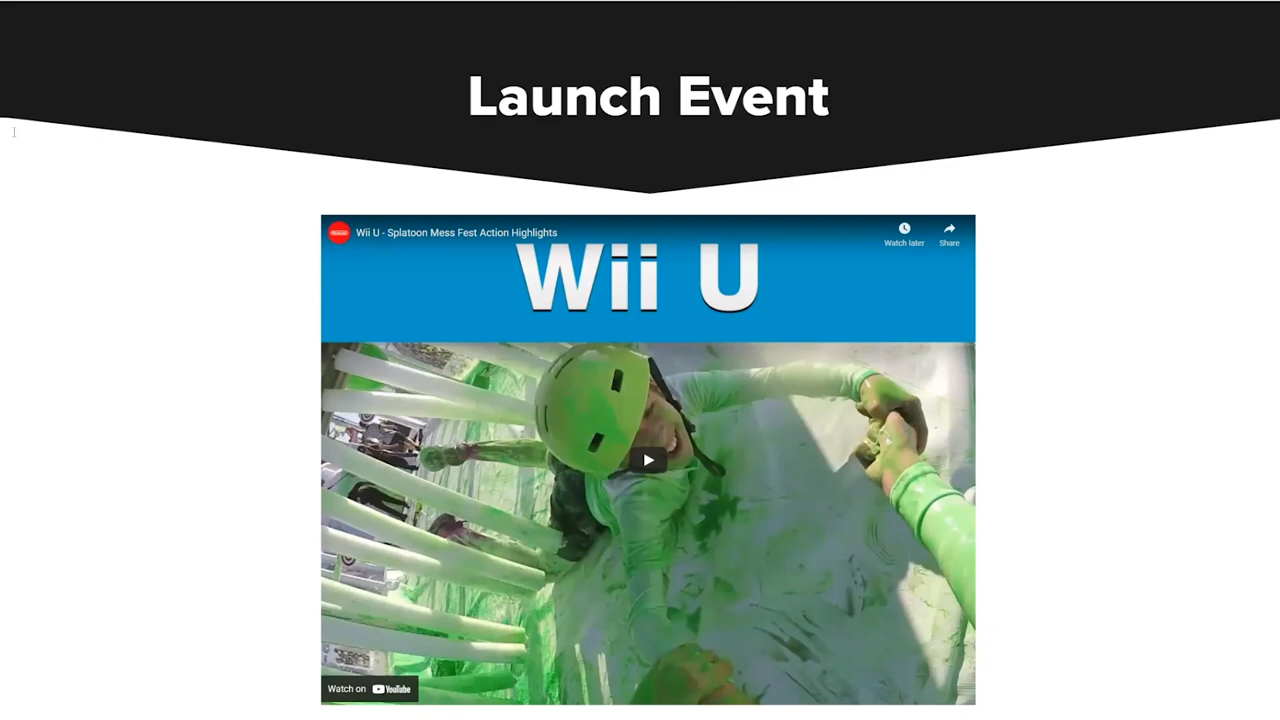 Launch Event
Wii U - Splatoon Mess Fest Action Highlights
Watch later
Share
Wii U
Watch on YouTube